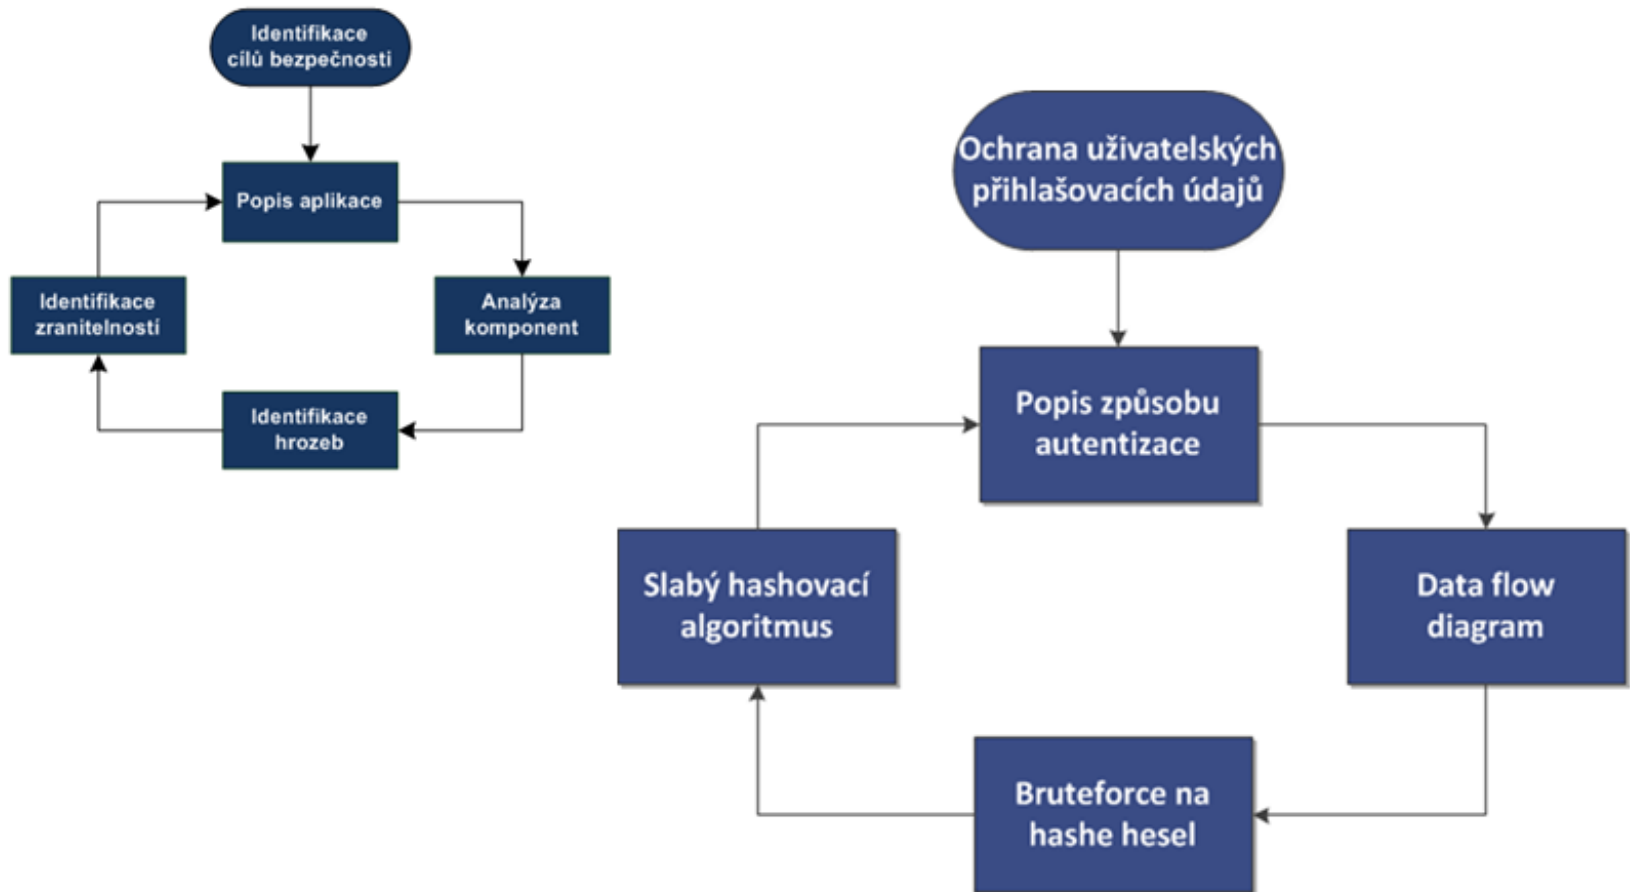 Identifikace
cílů bezpečnosti
Popis aplikace
Identifikace
zranitelností
Analýza
komponent
Identifikace
hrozeb
Ochrana uživatelských
přihlašovacích údajů
Popis způsobu
autentizace
Slabý hashovací
algoritmus
Data flow
diagram
Bruteforce na
hashe hesel